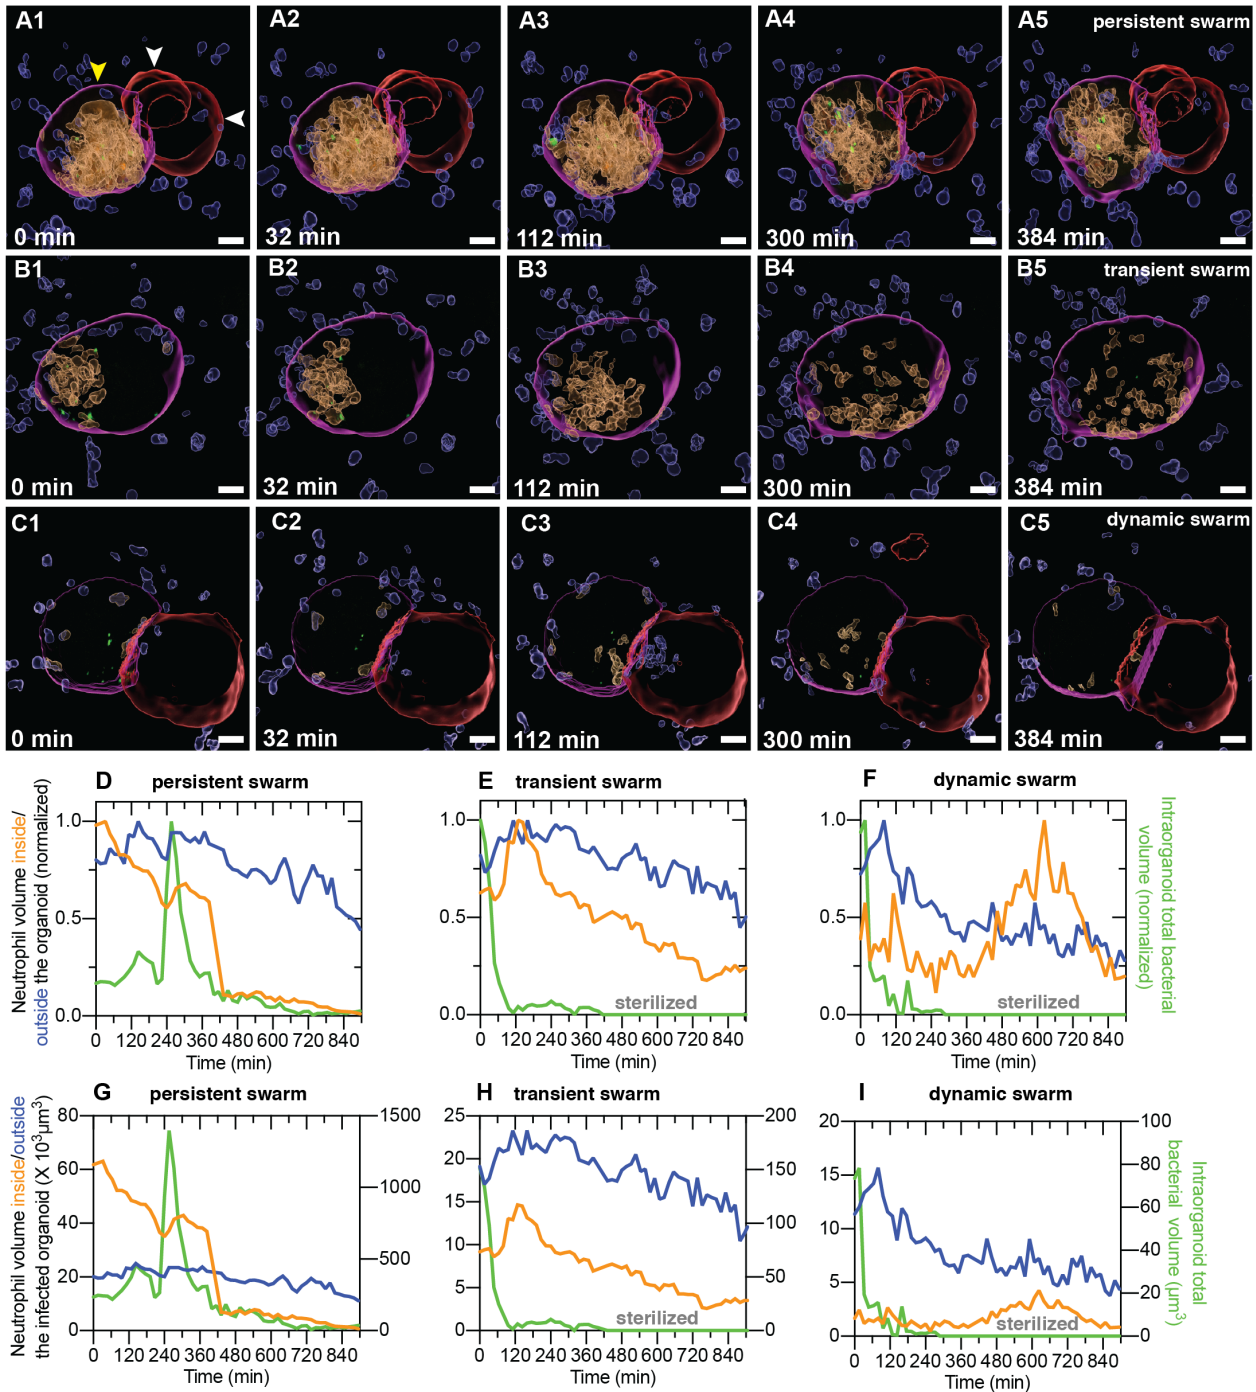 A1
A2
A3
A4
A5 persistent swarm
0 min
32 min
112 min
300 min
384 min
B1
B2
B3
B4
B5 transient swarm
0 min
32 min
112 min
300 min
384 min
C1
C2
C3
C4
C5 dynamic swarm
0 min
32 min
112 min
300 min
384 min
D persistent swarm
Neutrophil volume inside/
outside the organoid (normalized)
1.0
0.5
0.0
0 120 240 360 480 600 720 840
Time (min)
E transient swarm
1.0
0.5
0.0
sterilized
0 120 240 360 480 600 720 840
Time (min)
F dynamic swarm
1.0
0.5
0.0
sterilized
0 120 240 360 480 600 720 840
Time (min)
Intraorganoid total bacterial
volume (normalized)
G persistent swarm
Neutrophil volume inside/outside
the infected organoid (X 10³µm³)
80
60
40
20
0
1500
1000
500
0
0 120 240 360 480 600 720 840
Time (min)
H transient swarm
25
20
15
10
5
0
200
150
100
50
0
sterilized
0 120 240 360 480 600 720 840
Time (min)
I dynamic swarm
20
15
10
5
0
100
80
60
40
20
0
sterilized
0 120 240 360 480 600 720 840
Time (min)
Intraorganoid total
bacterial volume (µm³)